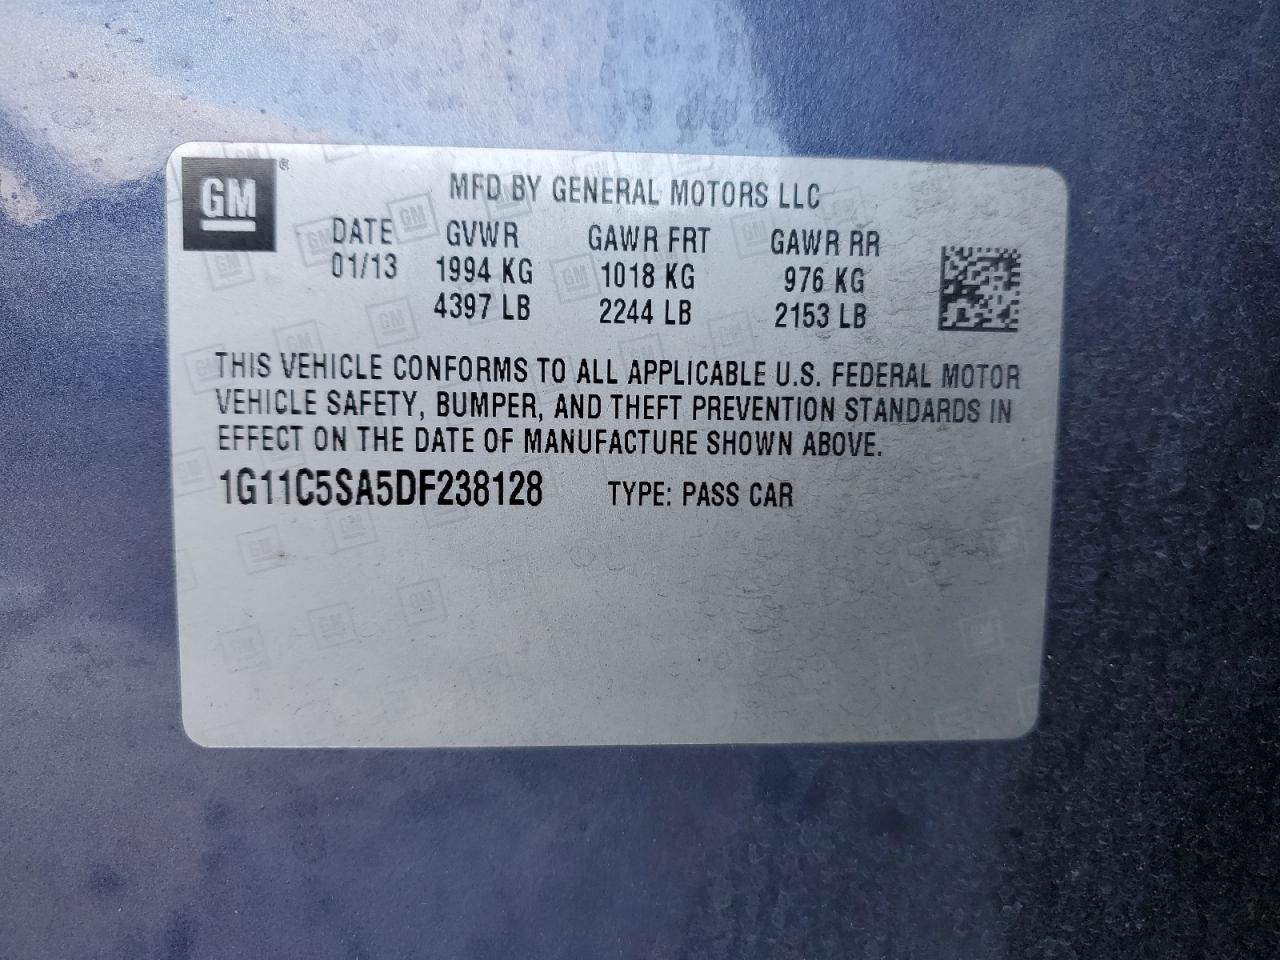 GM ®
MFD BY GENERAL MOTORS LLC
DATE GVWR GAWR FRT GAWR RR
01/13 1994 KG 1018 KG 976 KG
4397 LB 2244 LB 2153 LB
THIS VEHICLE CONFORMS TO ALL APPLICABLE U.S. FEDERAL MOTOR
VEHICLE SAFETY, BUMPER, AND THEFT PREVENTION STANDARDS IN
EFFECT ON THE DATE OF MANUFACTURE SHOWN ABOVE.
1G11C5SA5DF238128 TYPE: PASS CAR